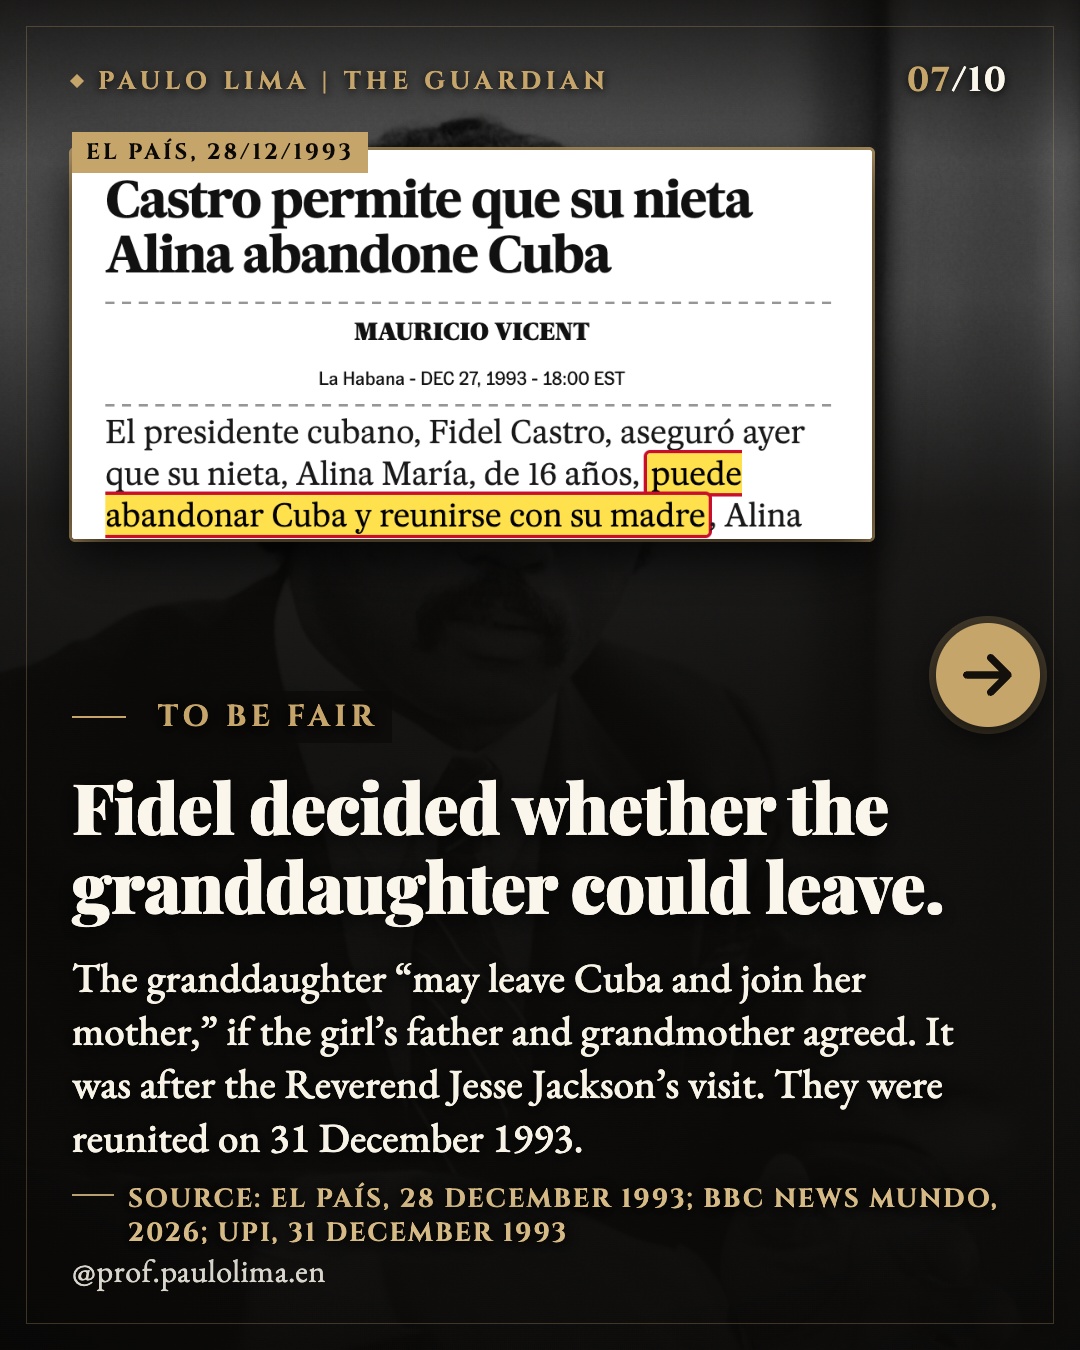 ◆ PAULO LIMA | THE GUARDIAN
07/10
EL PAÍS, 28/12/1993
Castro permite que su nieta
Alina abandone Cuba
MAURICIO VICENT
La Habana - DEC 27, 1993 - 18:00 EST
El presidente cubano, Fidel Castro, aseguró ayer
que su nieta, Alina María, de 16 años, puede
abandonar Cuba y reunirse con su madre, Alina
TO BE FAIR
Fidel decided whether the
granddaughter could leave.
The granddaughter “may leave Cuba and join her
mother,” if the girl’s father and grandmother agreed. It
was after the Reverend Jesse Jackson’s visit. They were
reunited on 31 December 1993.
SOURCE: EL PAÍS, 28 DECEMBER 1993; BBC NEWS MUNDO,
2026; UPI, 31 DECEMBER 1993
@prof.paulolima.en